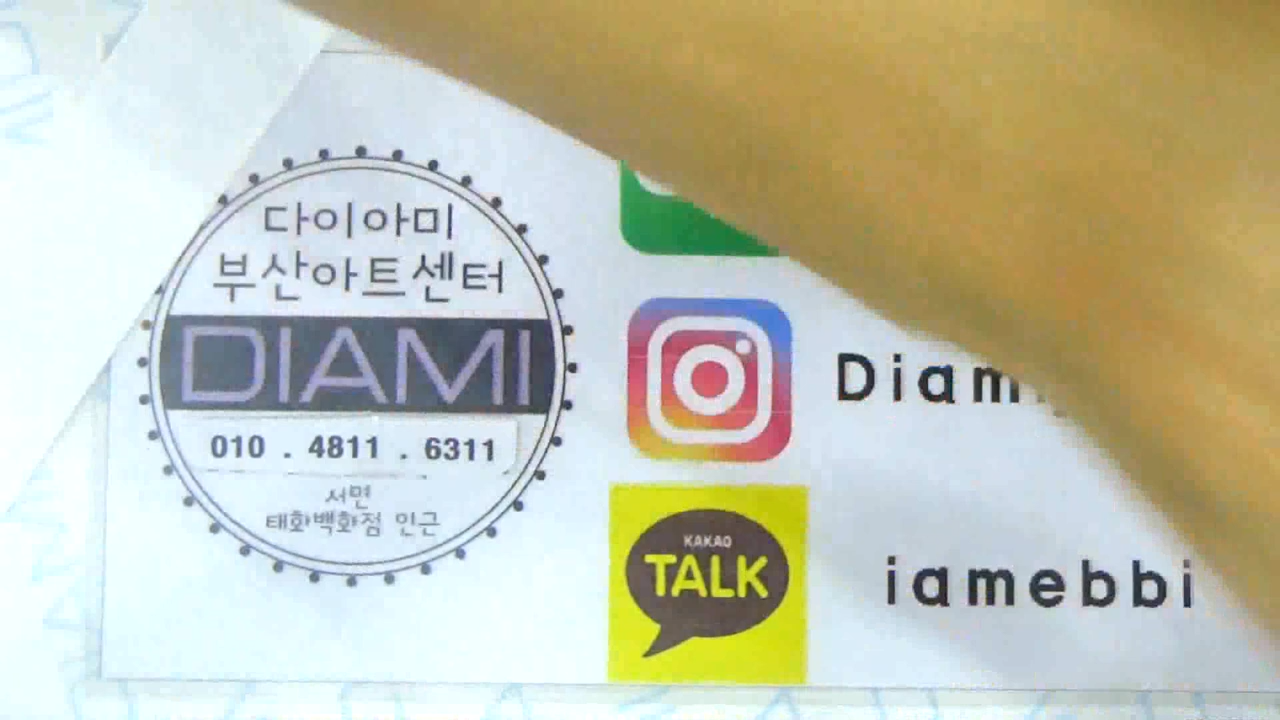 다이아미
부산아트센터
DIAMI
010 . 4811 . 6311
서면
태화백화점 인근
KAKAO
TALK
iamebbi